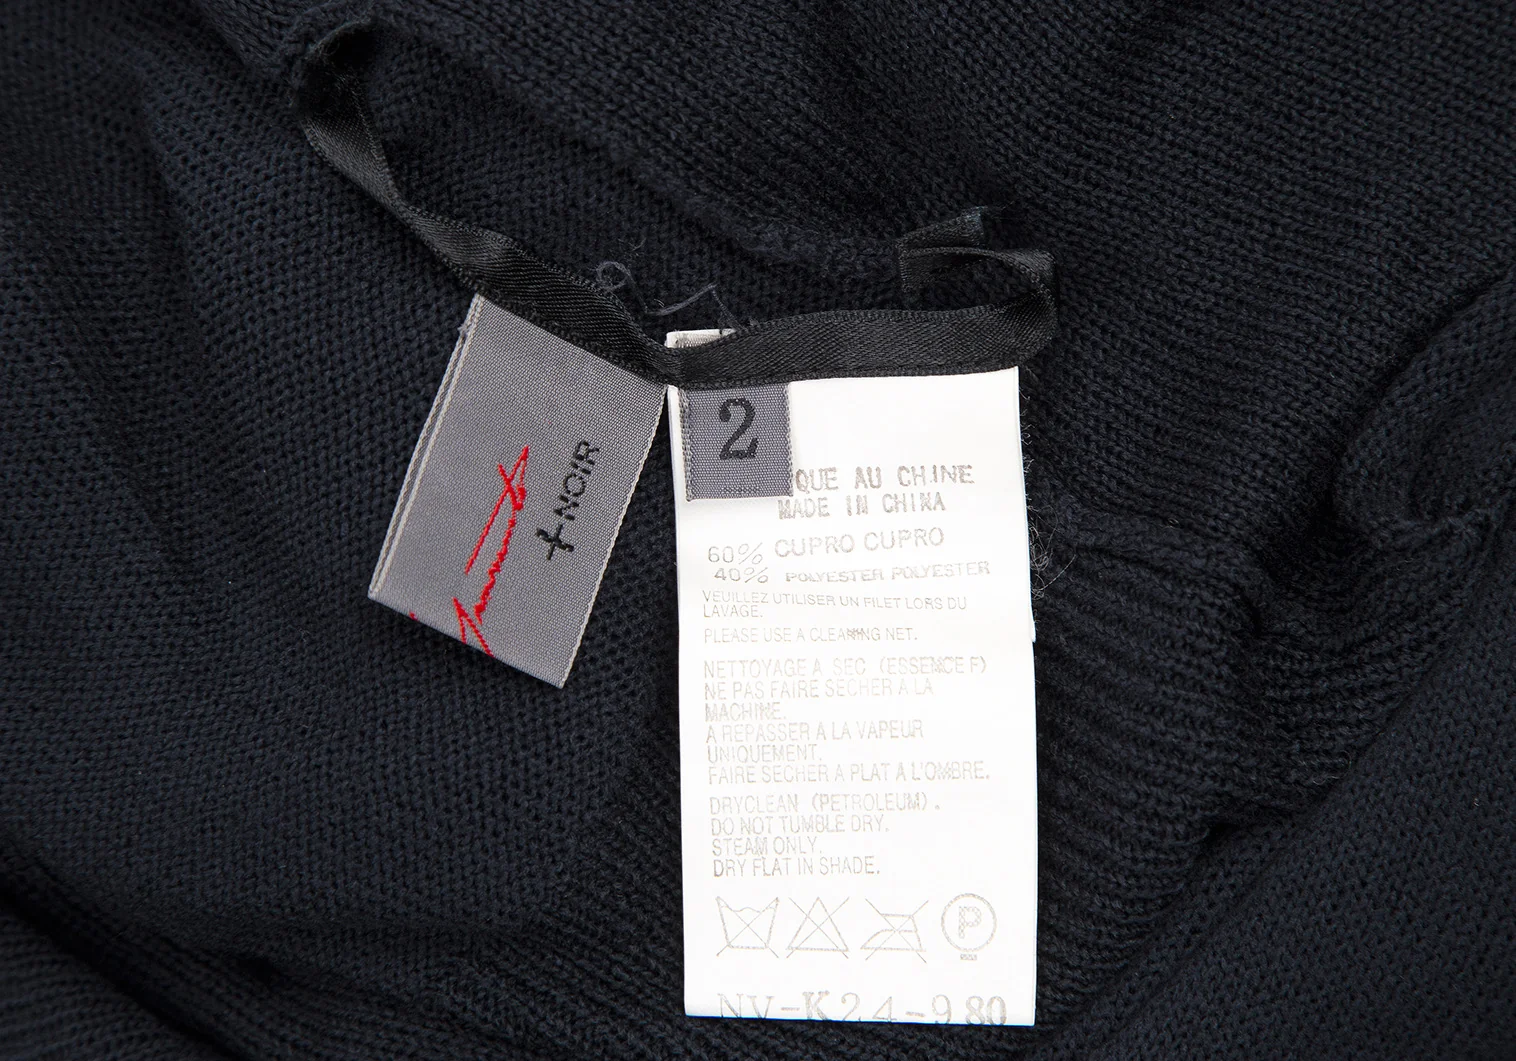 Yamamoto
+NOIR
2
QUE AU CHINE
MADE IN CHINA
60% CUPRO CUPRO
40% POLYESTER POLYESTER
VEUILLEZ UTILISER UN FILET LORS DU
LAVAGE.
PLEASE USE A CLEANING NET.
NETTOYAGE A SEC (ESSENCE F)
NE PAS FAIRE SECHER A LA
MACHINE.
A REPASSER A LA VAPEUR
UNIQUEMENT.
FAIRE SECHER A PLAT A L'OMBRE.
DRYCLEAN (PETROLEUM).
DO NOT TUMBLE DRY.
STEAM ONLY.
DRY FLAT IN SHADE.
P
NV-K24-980